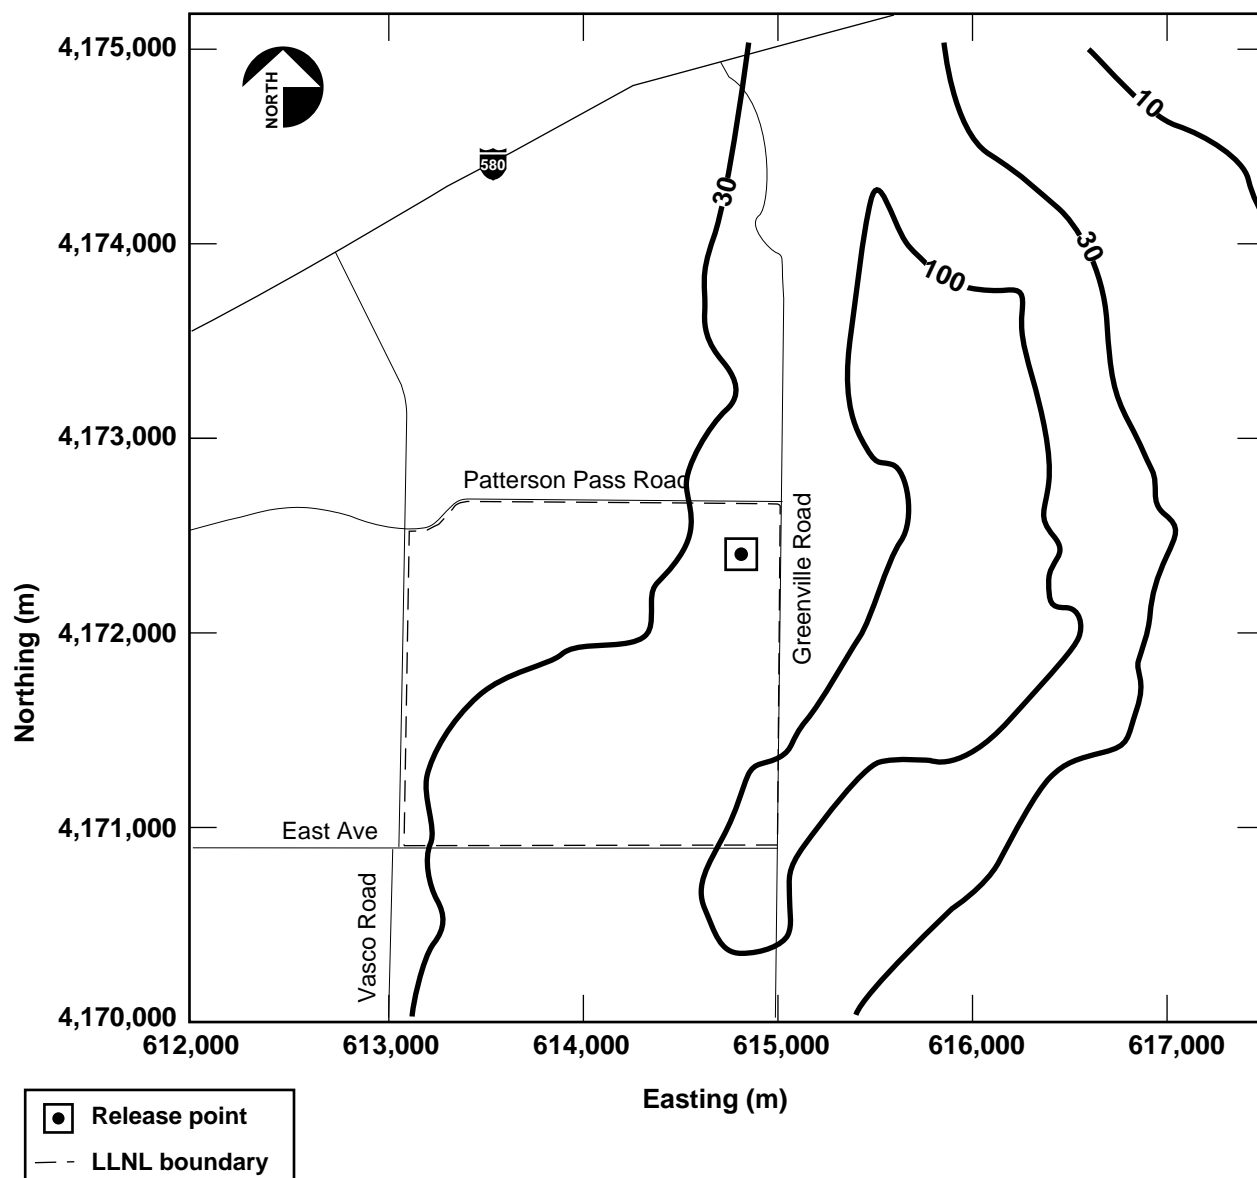 4,175,000
NORTH
10
580
30
4,174,000
30
100
4,173,000
Patterson Pass Road
Greenville Road
4,172,000
Northing (m)
4,171,000
East Ave
Vasco Road
4,170,000
612,000
613,000
614,000
615,000
616,000
617,000
Easting (m)
Release point
LLNL boundary